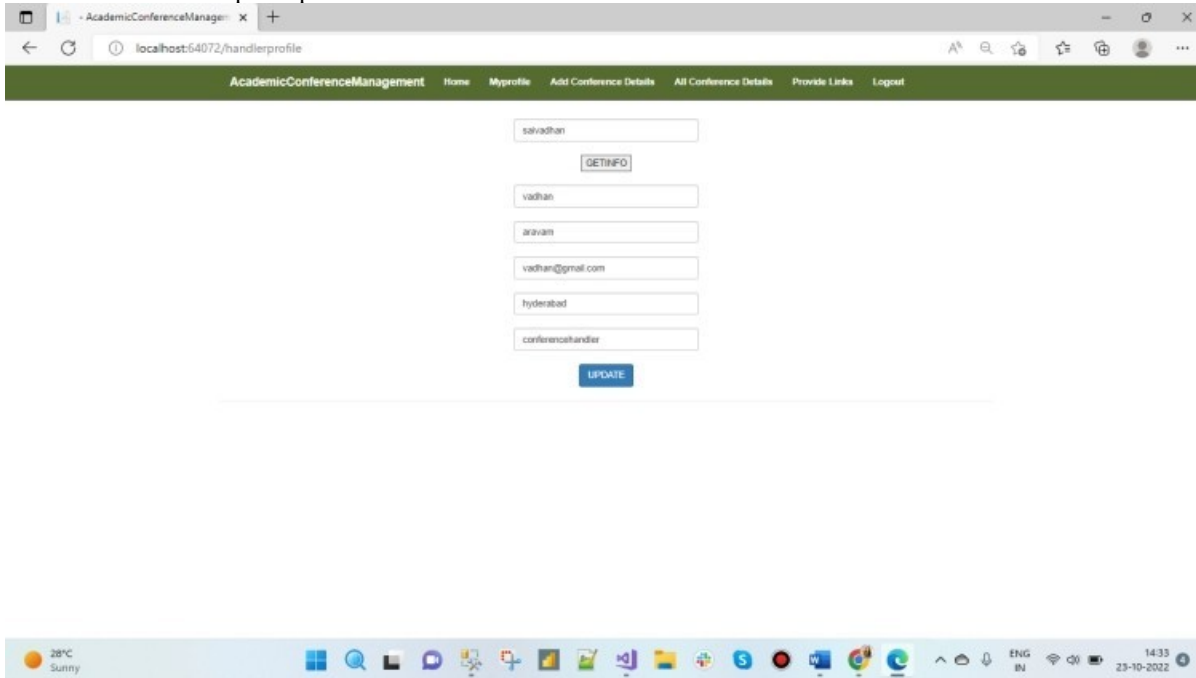 - AcademicConferenceManagem
localhost:64072/handlerprofile
AcademicConferenceManagement Home Myprofile Add Conference Details All Conference Details Provide Links Logout
saivadhan
GETINFO
vadhan
aravam
vadhan@gmail.com
hyderabad
conferencehandler
UPDATE
28°C
Sunny
ENG
IN
14:33
23-10-2022